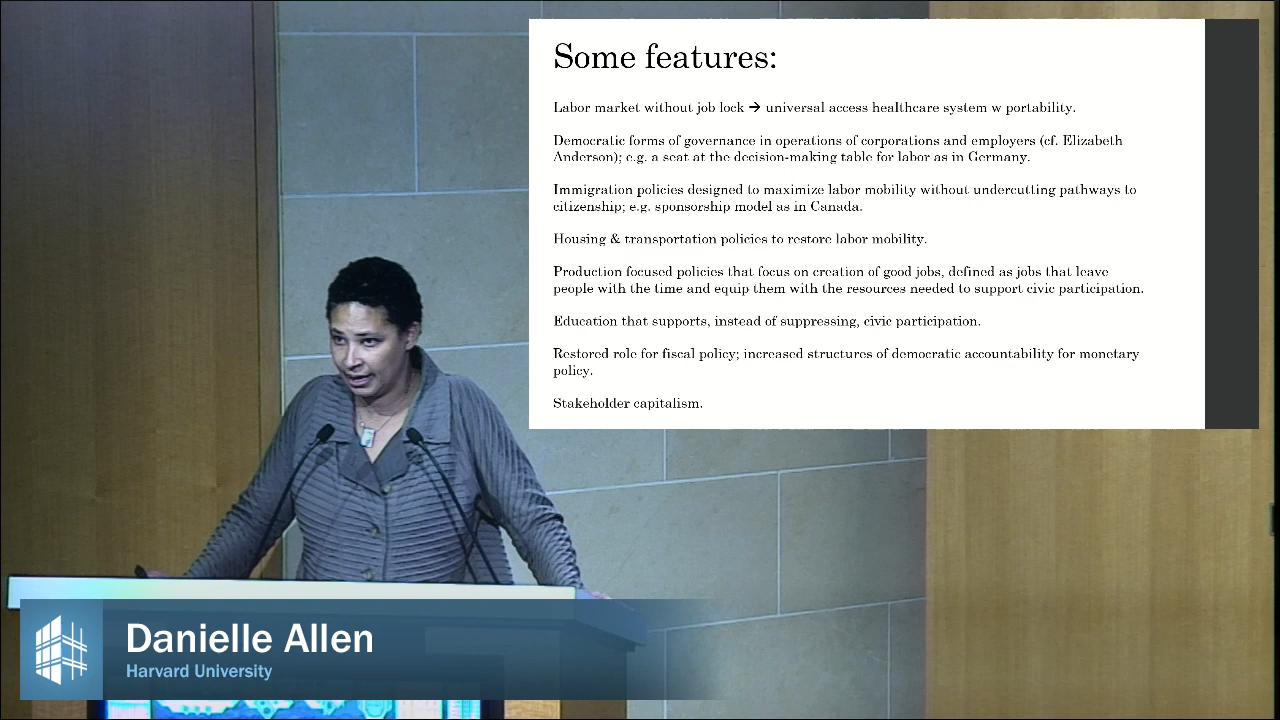 Some features:
Labor market without job lock → universal access healthcare system w portability.
Democratic forms of governance in operations of corporations and employers (cf. Elizabeth
Anderson); e.g. a seat at the decision-making table for labor as in Germany.
Immigration policies designed to maximize labor mobility without undercutting pathways to
citizenship; e.g. sponsorship model as in Canada.
Housing & transportation policies to restore labor mobility.
Production focused policies that focus on creation of good jobs, defined as jobs that leave
people with the time and equip them with the resources needed to support civic participation.
Education that supports, instead of suppressing, civic participation.
Restored role for fiscal policy; increased structures of democratic accountability for monetary
policy.
Stakeholder capitalism.
Danielle Allen
Harvard University